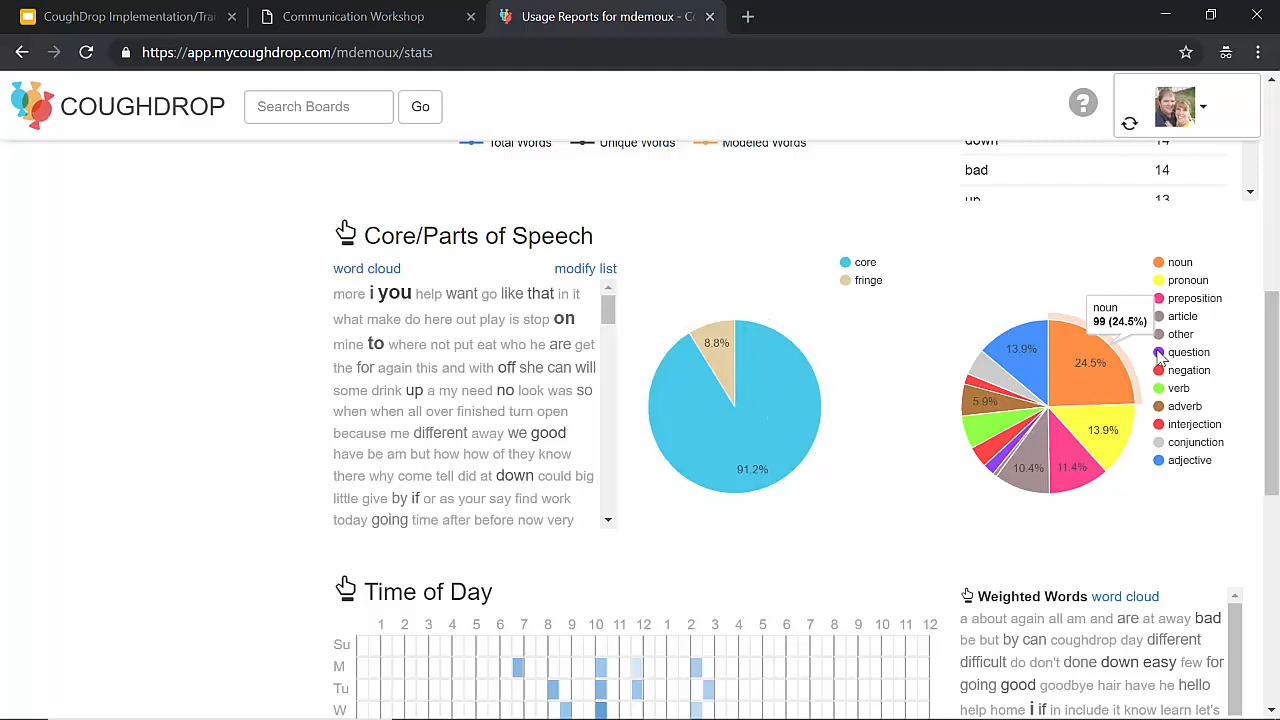 CoughDrop Implementation/Trai
Communication Workshop
Usage Reports for mdemoux - Co
https://app.mycoughdrop.com/mdemoux/stats
COUGHDROP
Search Boards
Go
?
Total Words
Unique Words
Modeled Words
down 14
bad 14
up 13
Core/Parts of Speech
word cloud
modify list
more i you help want go like that in it
what make do here out play is stop on
mine to where not put eat who he are get
the for again this and with off she can will
some drink up a my need no look was so
when when all over finished turn open
because me different away we good
have be am but how how of they know
there why come tell did at down could big
little give by if or as your say find work
today going time after before now very
core
fringe
8.8%
91.2%
noun
pronoun
preposition
article
other
question
negation
verb
adverb
interjection
conjunction
adjective
noun
99 (24.5%)
13.9%
24.5%
5.9%
13.9%
10.4%
11.4%
Time of Day
1 2 3 4 5 6 7 8 9 10 11 12 1 2 3 4 5 6 7 8 9 10 11 12
Su
M
Tu
W
Weighted Words word cloud
a about again all am and are at away bad
be but by can coughdrop day different
difficult do don't done down easy few for
going good goodbye hair have he hello
help home i if in include it know learn let's